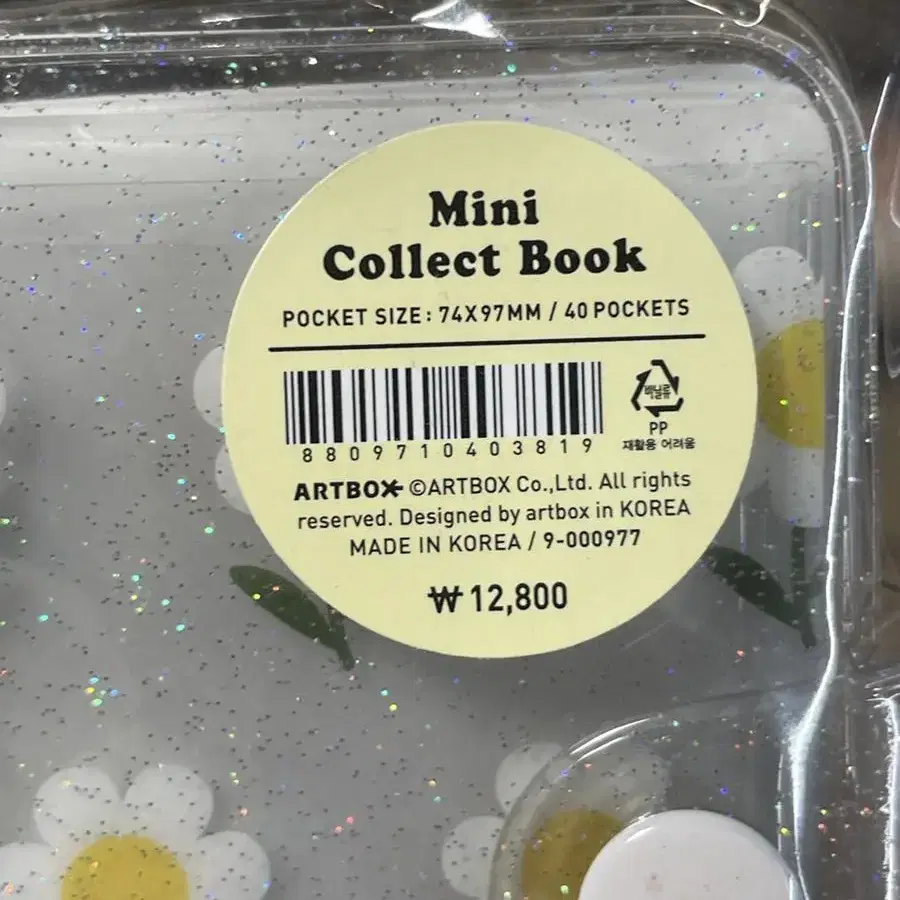 Mini
Collect Book
POCKET SIZE: 74X97MM / 40 POCKETS
비닐류
PP
재활용 어려움
8809710403819
ARTBOX ©ARTBOX Co.,Ltd. All rights
reserved. Designed by artbox in KOREA
MADE IN KOREA / 9-000977
₩ 12,800